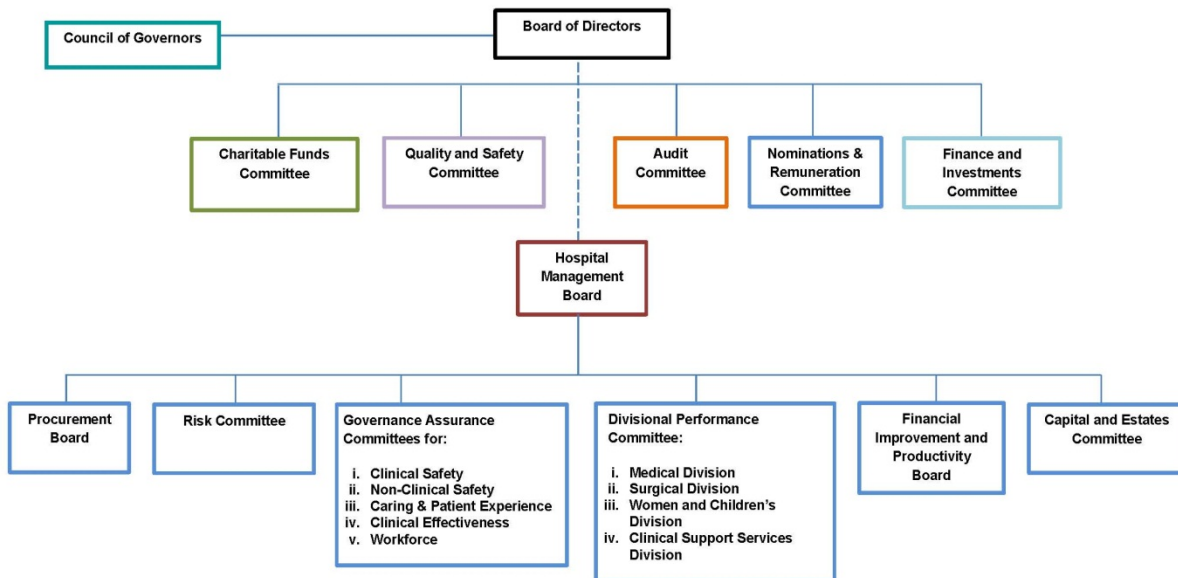 Board of Directors
Council of Governors
Charitable Funds
Committee
Quality and Safety
Committee
Audit
Committee
Nominations &
Remuneration
Committee
Finance and
Investments
Committee
Hospital
Management
Board
Procurement
Board
Risk Committee
Governance Assurance
Committees for:
i. Clinical Safety
ii. Non-Clinical Safety
iii. Caring & Patient Experience
iv. Clinical Effectiveness
v. Workforce
Divisional Performance
Committee:
i. Medical Division
ii. Surgical Division
iii. Women and Children's
Division
iv. Clinical Support Services
Division
Financial
Improvement and
Productivity
Board
Capital and Estates
Committee